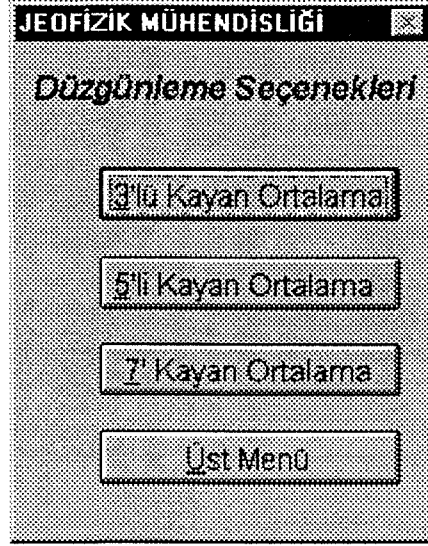 JEOFİZİK MÜHENDİSLİĞİ
Düzgünleme Seçenekleri
3'lü Kayan Ortalama
5'li Kayan Ortalama
7' Kayan Ortalama
Üst Menü